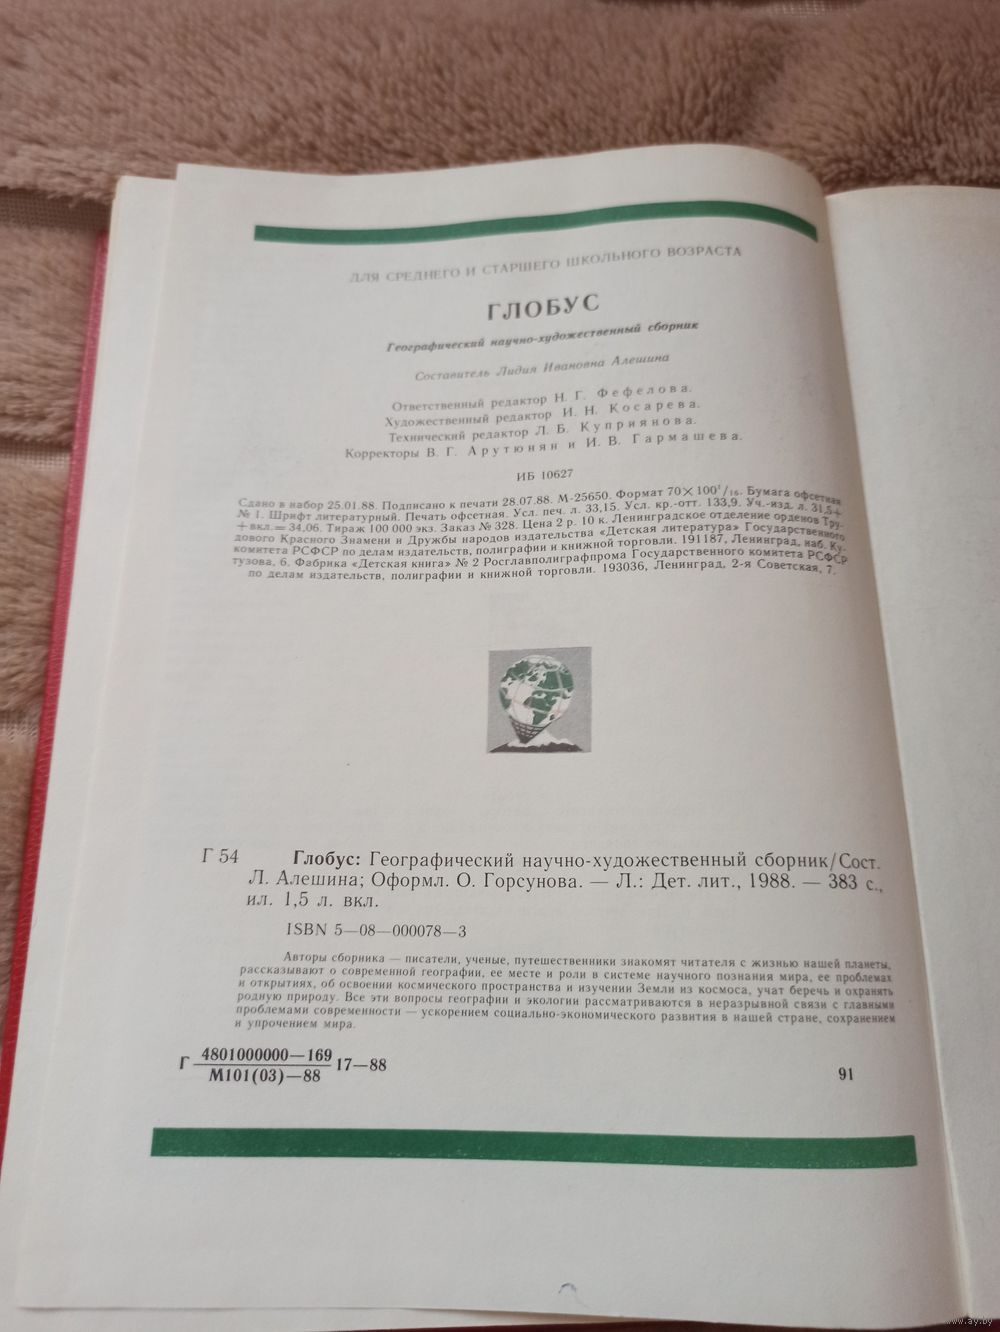 ДЛЯ СРЕДНЕГО И СТАРШЕГО ШКОЛЬНОГО ВОЗРАСТА
ГЛОБУС
Географический научно-художественный сборник
Составитель Лидия Ивановна Алешина
Ответственный редактор Н. Г. Фефелова.
Художественный редактор И. Н. Косарева.
Технический редактор Л. Б. Куприянова.
Корректоры В. Г. Арутюнян и И. В. Гармашева.
ИБ 10627
Сдано в набор 25.01.88. Подписано к печати 28.07.88. М-25650. Формат 70×100¹/₁₆. Бумага офсетная
№ 1. Шрифт литературный. Печать офсетная. Усл. печ. л. 33,15. Усл. кр.-отт. 133,9. Уч.-изд. л. 31,5+
+вкл.=34,06. Тираж 100 000 экз. Заказ № 328. Цена 2 р. 10 к. Ленинградское отделение орденов Тру-
дового Красного Знамени и Дружбы народов издательства «Детская литература» Государственного
комитета РСФСР по делам издательств, полиграфии и книжной торговли. 191187, Ленинград, наб. Ку-
тузова, 6. Фабрика «Детская книга» № 2 Росглавполиграфпрома Государственного комитета РСФСР
по делам издательств, полиграфии и книжной торговли. 193036, Ленинград, 2-я Советская, 7.
Г 54 Глобус: Географический научно-художественный сборник/Сост.
Л. Алешина; Оформл. О. Горсунова. — Л.: Дет. лит., 1988. — 383 с.,
ил. 1,5 л. вкл.
ISBN 5—08—000078—3
Авторы сборника — писатели, ученые, путешественники знакомят читателя с жизнью нашей планеты,
рассказывают о современной географии, ее месте и роли в системе научного познания мира, ее проблемах
и открытиях, об освоении космического пространства и изучении Земли из космоса, учат беречь и охранять
родную природу. Все эти вопросы географии и экологии рассматриваются в неразрывной связи с главными
проблемами современности — ускорением социально-экономического развития в нашей стране, сохранением
и упрочением мира.
Г 4801000000—169 17—88
М101(03)—88
91
www.ay.by